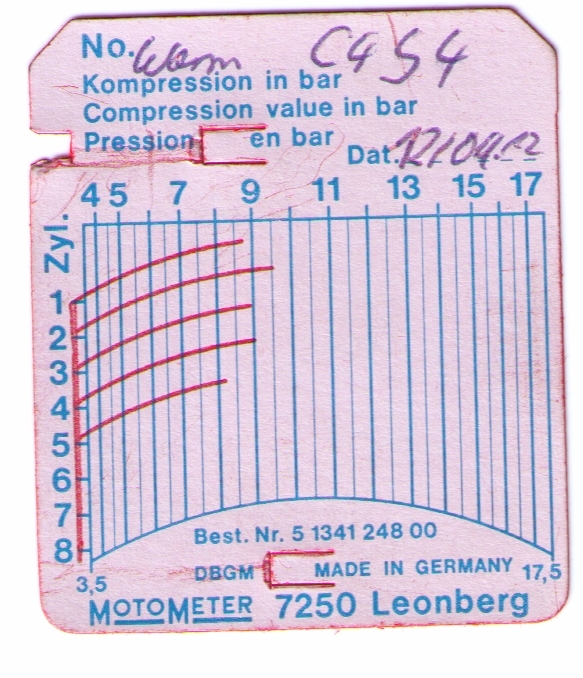 No. Warm C4S4
Kompression in bar
Compression value in bar
Pression en bar
Dat. 12/04.12
4 5 7 9 11 13 15 17
Zyl.
1
2
3
4
5
6
7
8
Best. Nr. 5 1341 248 00
3,5 DBGM MADE IN GERMANY 17,5
MOTOMETER 7250 Leonberg